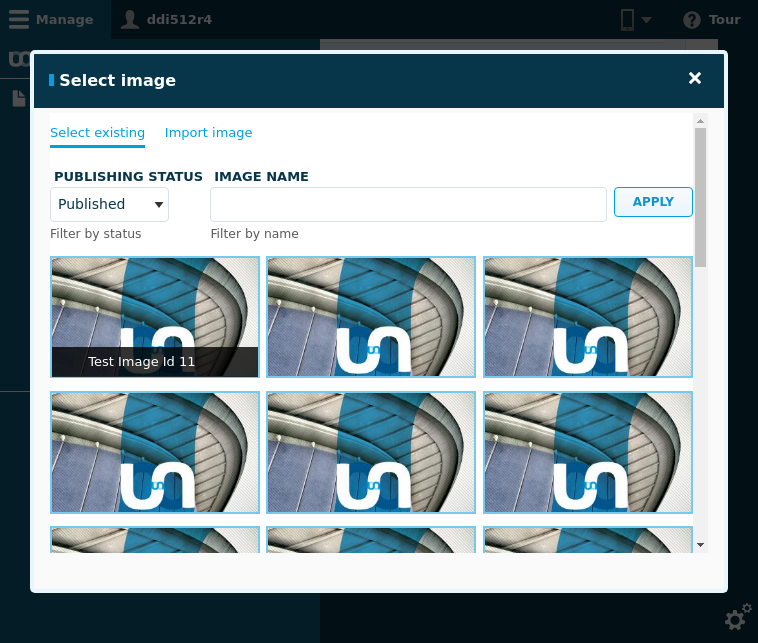 Manage
ddi512r4
Tour
Select image
Select existing
Import image
PUBLISHING STATUS
IMAGE NAME
Published
APPLY
Filter by status
Filter by name
Test Image Id 11